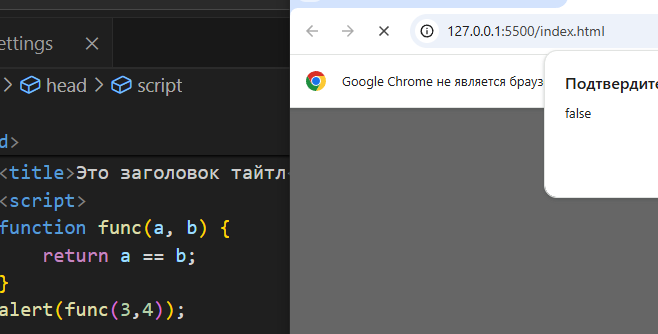 ettings
head
script
d>
<title>Это заголовок тайтл
<script>
function func(a, b) {
return a == b;
}
alert(func(3,4));
127.0.0.1:5500/index.html
Google Chrome не является брауз
Подтвердите
false